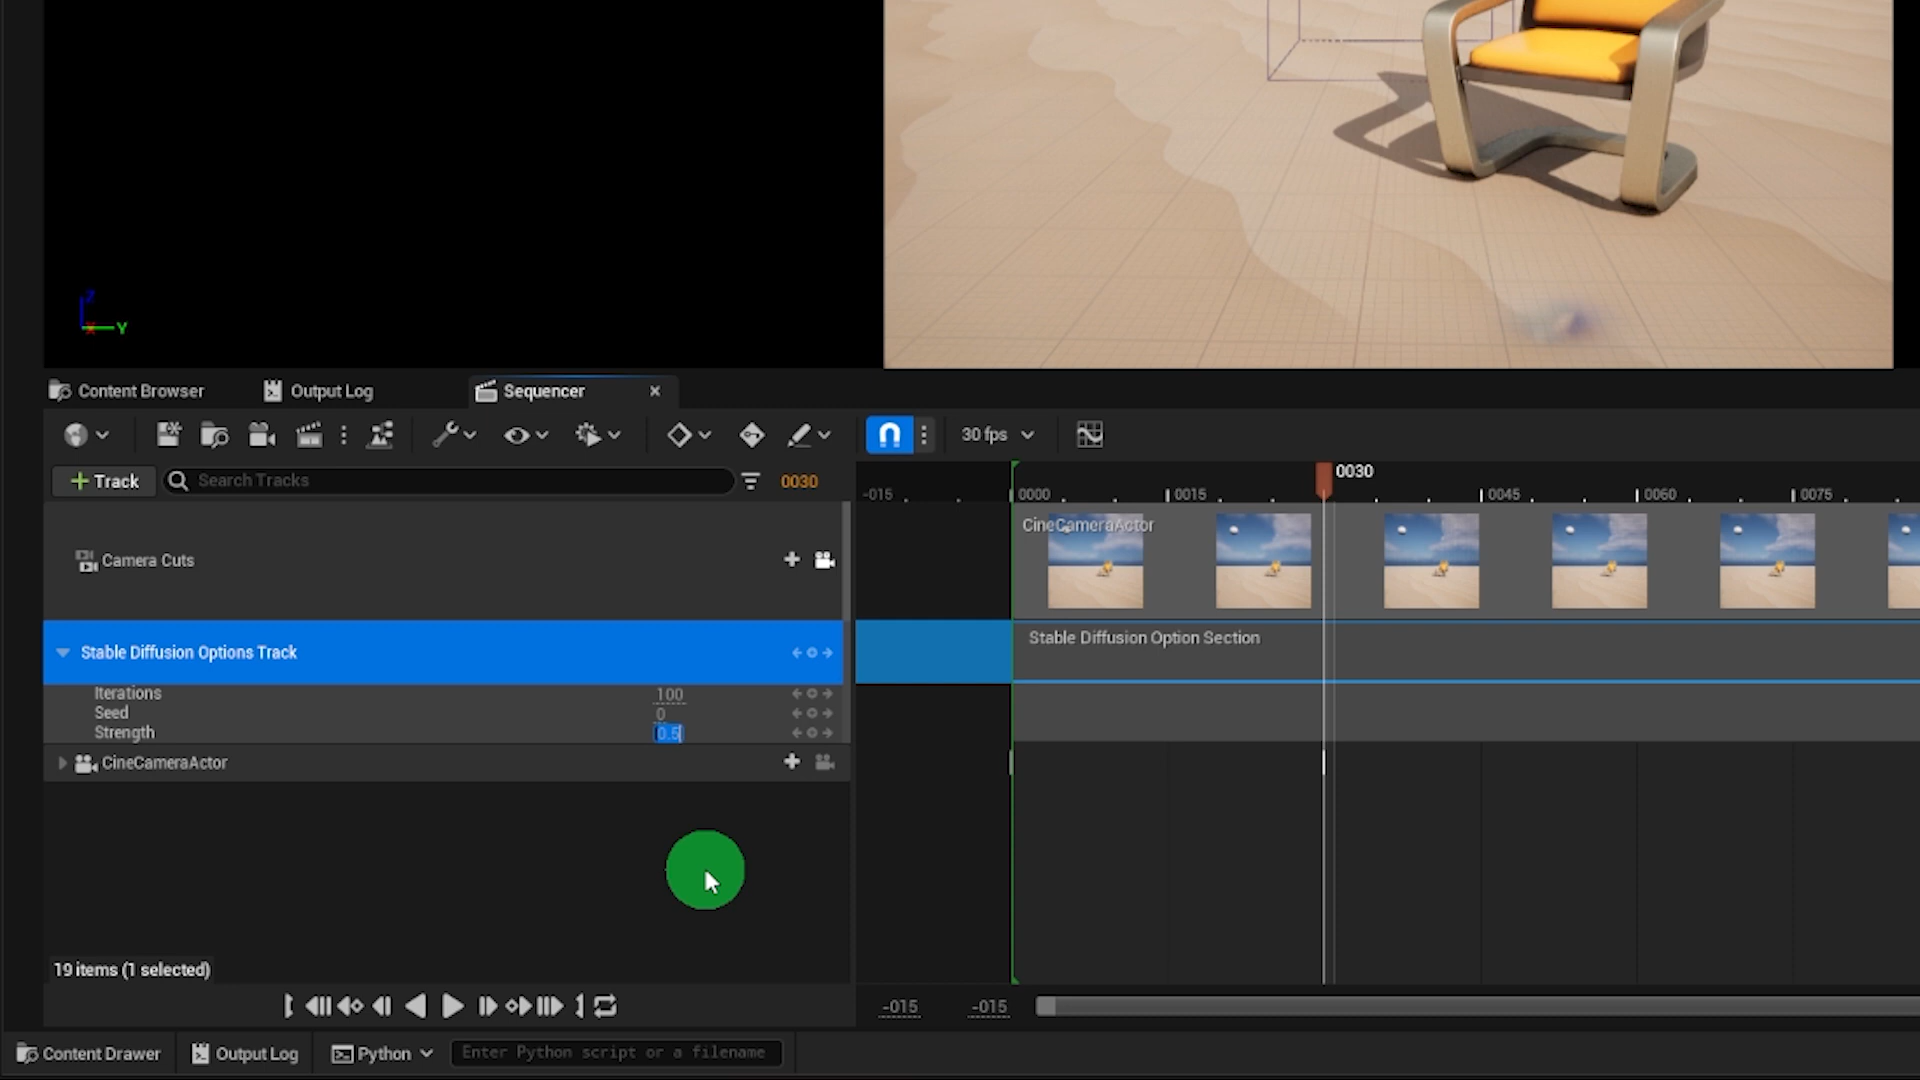 Z
X Y
Content Browser
Output Log
Sequencer
30 fps
+ Track
Search Tracks
0030
0030
-015
0000
0015
0045
0060
0075
Camera Cuts
CineCameraActor
Stable Diffusion Options Track
Stable Diffusion Option Section
Iterations 100
Seed 0
Strength 0.5
CineCameraActor
19 items (1 selected)
-015
-015
Content Drawer
Output Log
Python
Enter Python script or a filename